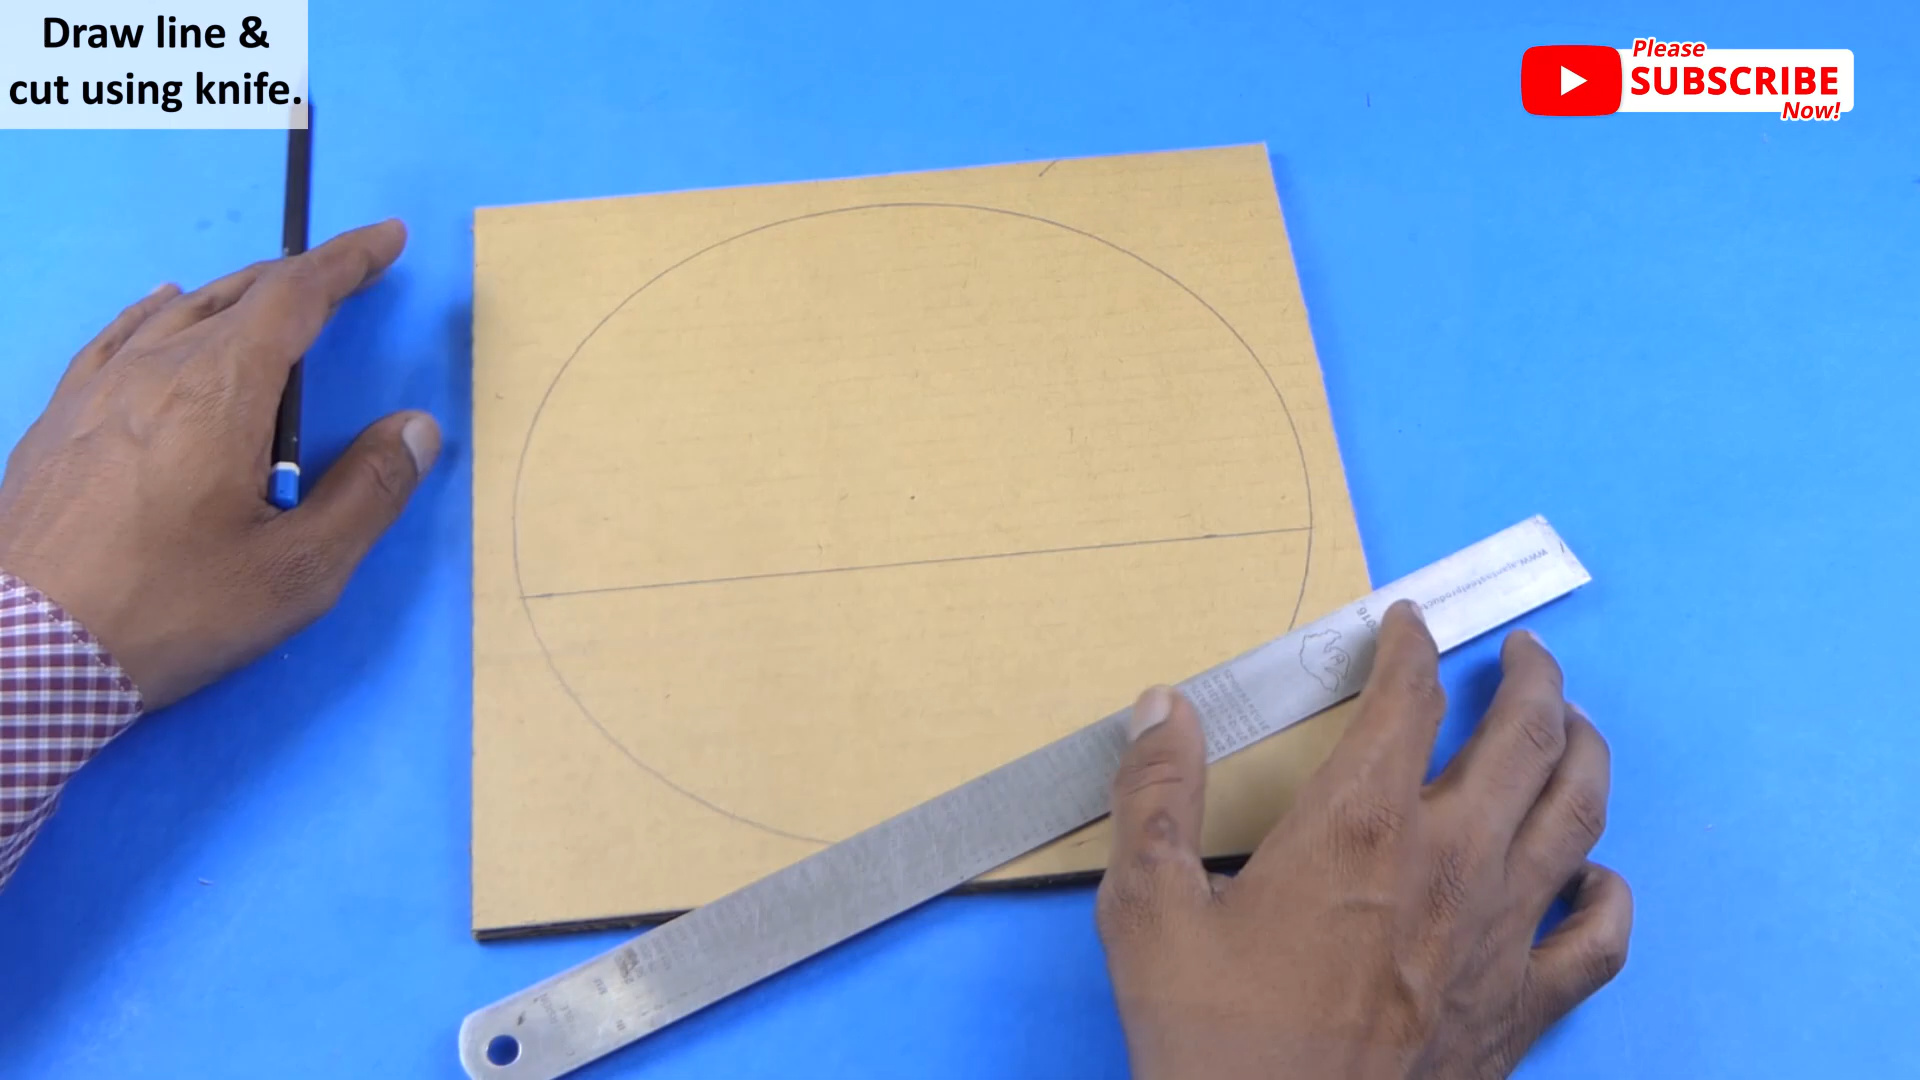 Draw line &
cut using knife.
Please
SUBSCRIBE
Now!